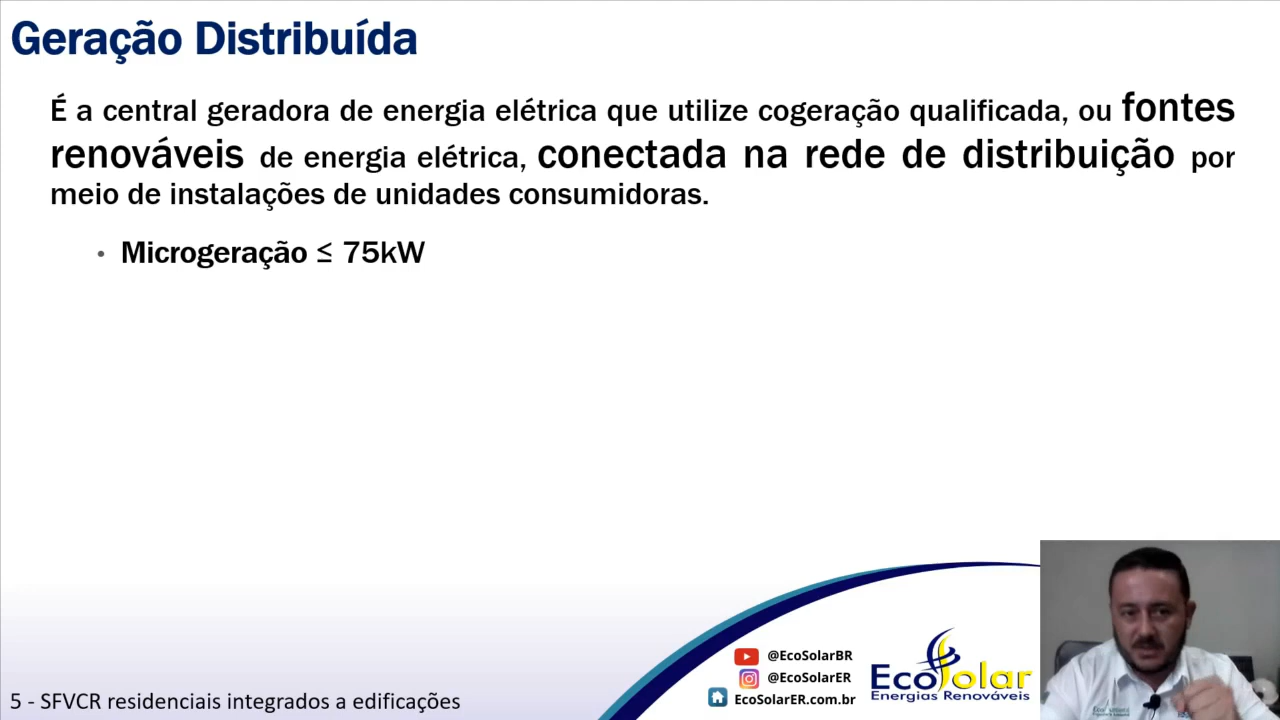 Geração Distribuída
É a central geradora de energia elétrica que utilize cogeração qualificada, ou fontes
renováveis de energia elétrica, conectada na rede de distribuição por
meio de instalações de unidades consumidoras.
• Microgeração ≤ 75kW
@EcoSolarBR
@EcoSolarER
EcoSolarER.com.br
EcoSolar
Energias Renováveis
5 - SFVCR residenciais integrados a edificações